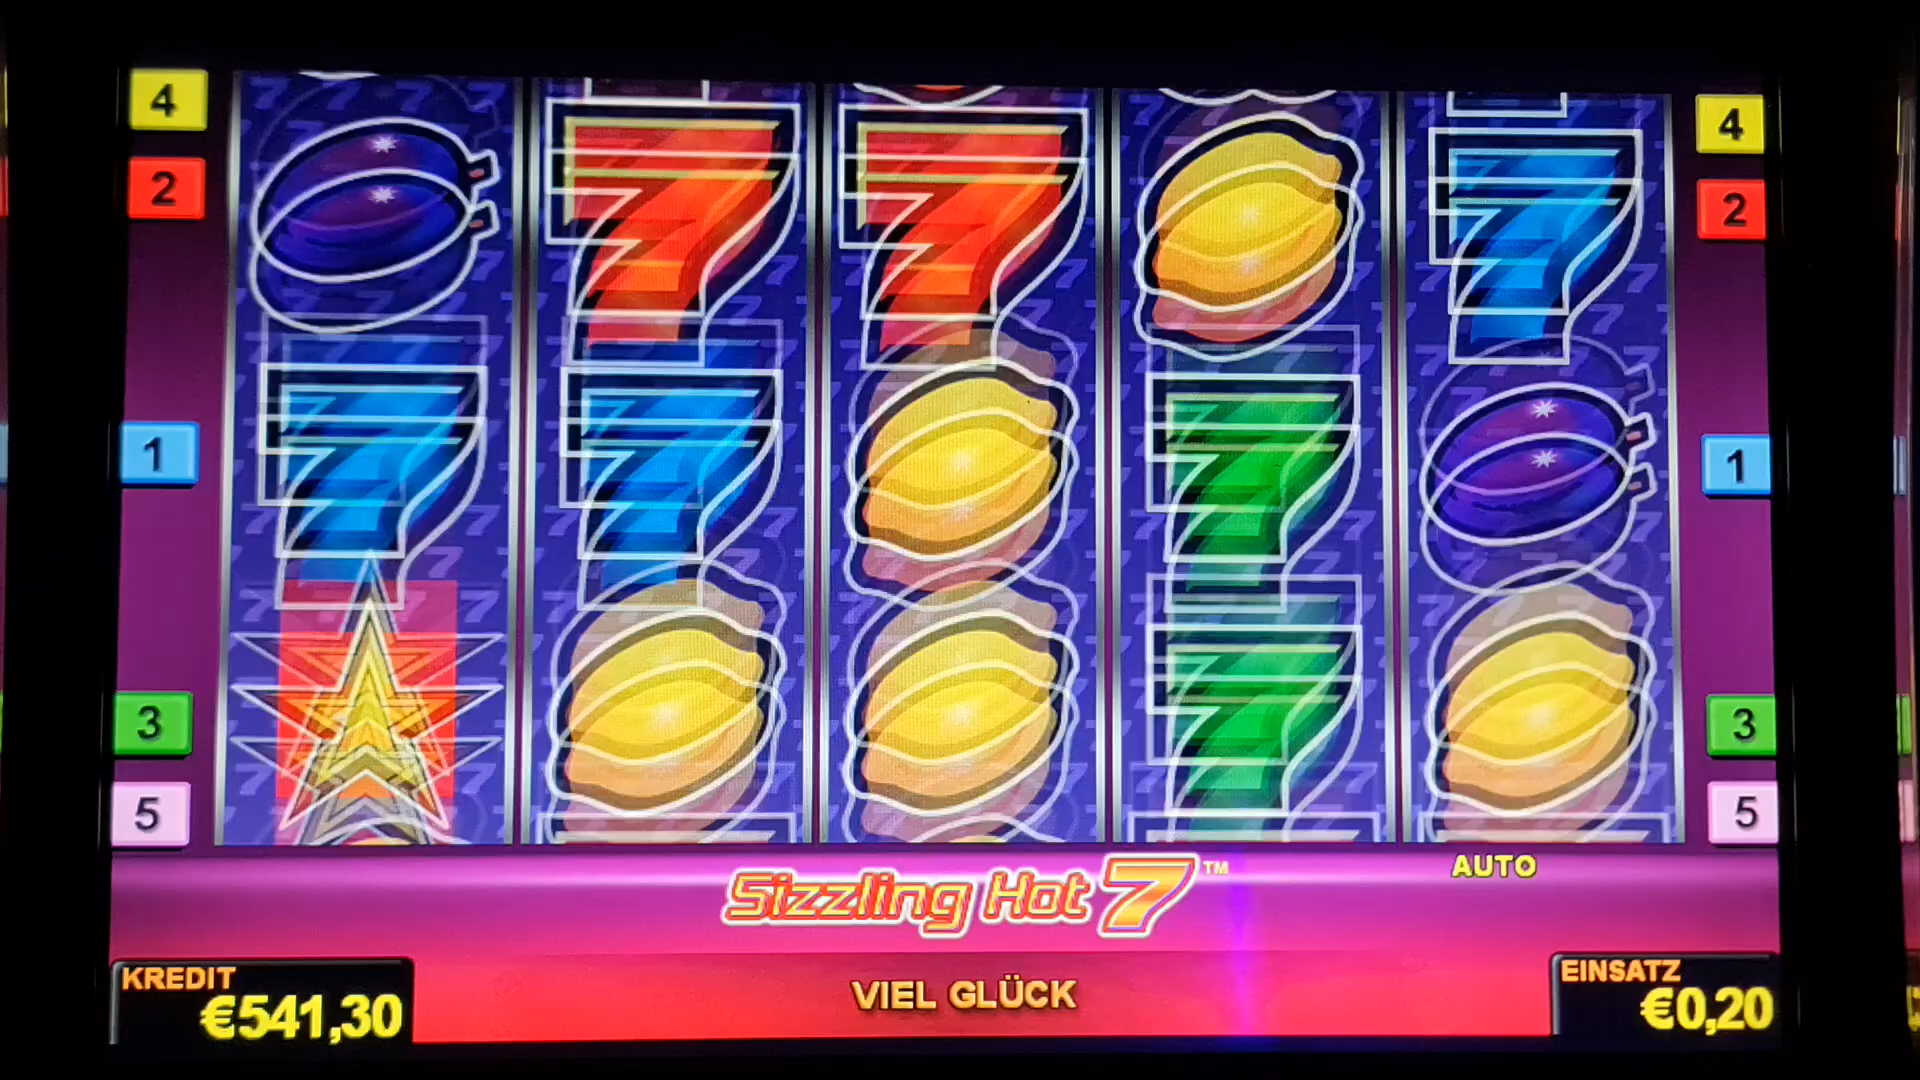 4
4
2
2
1
1
3
3
5
5
Sizzling Hot 7™
AUTO
KREDIT
€541,30
VIEL GLÜCK
EINSATZ
€0,20